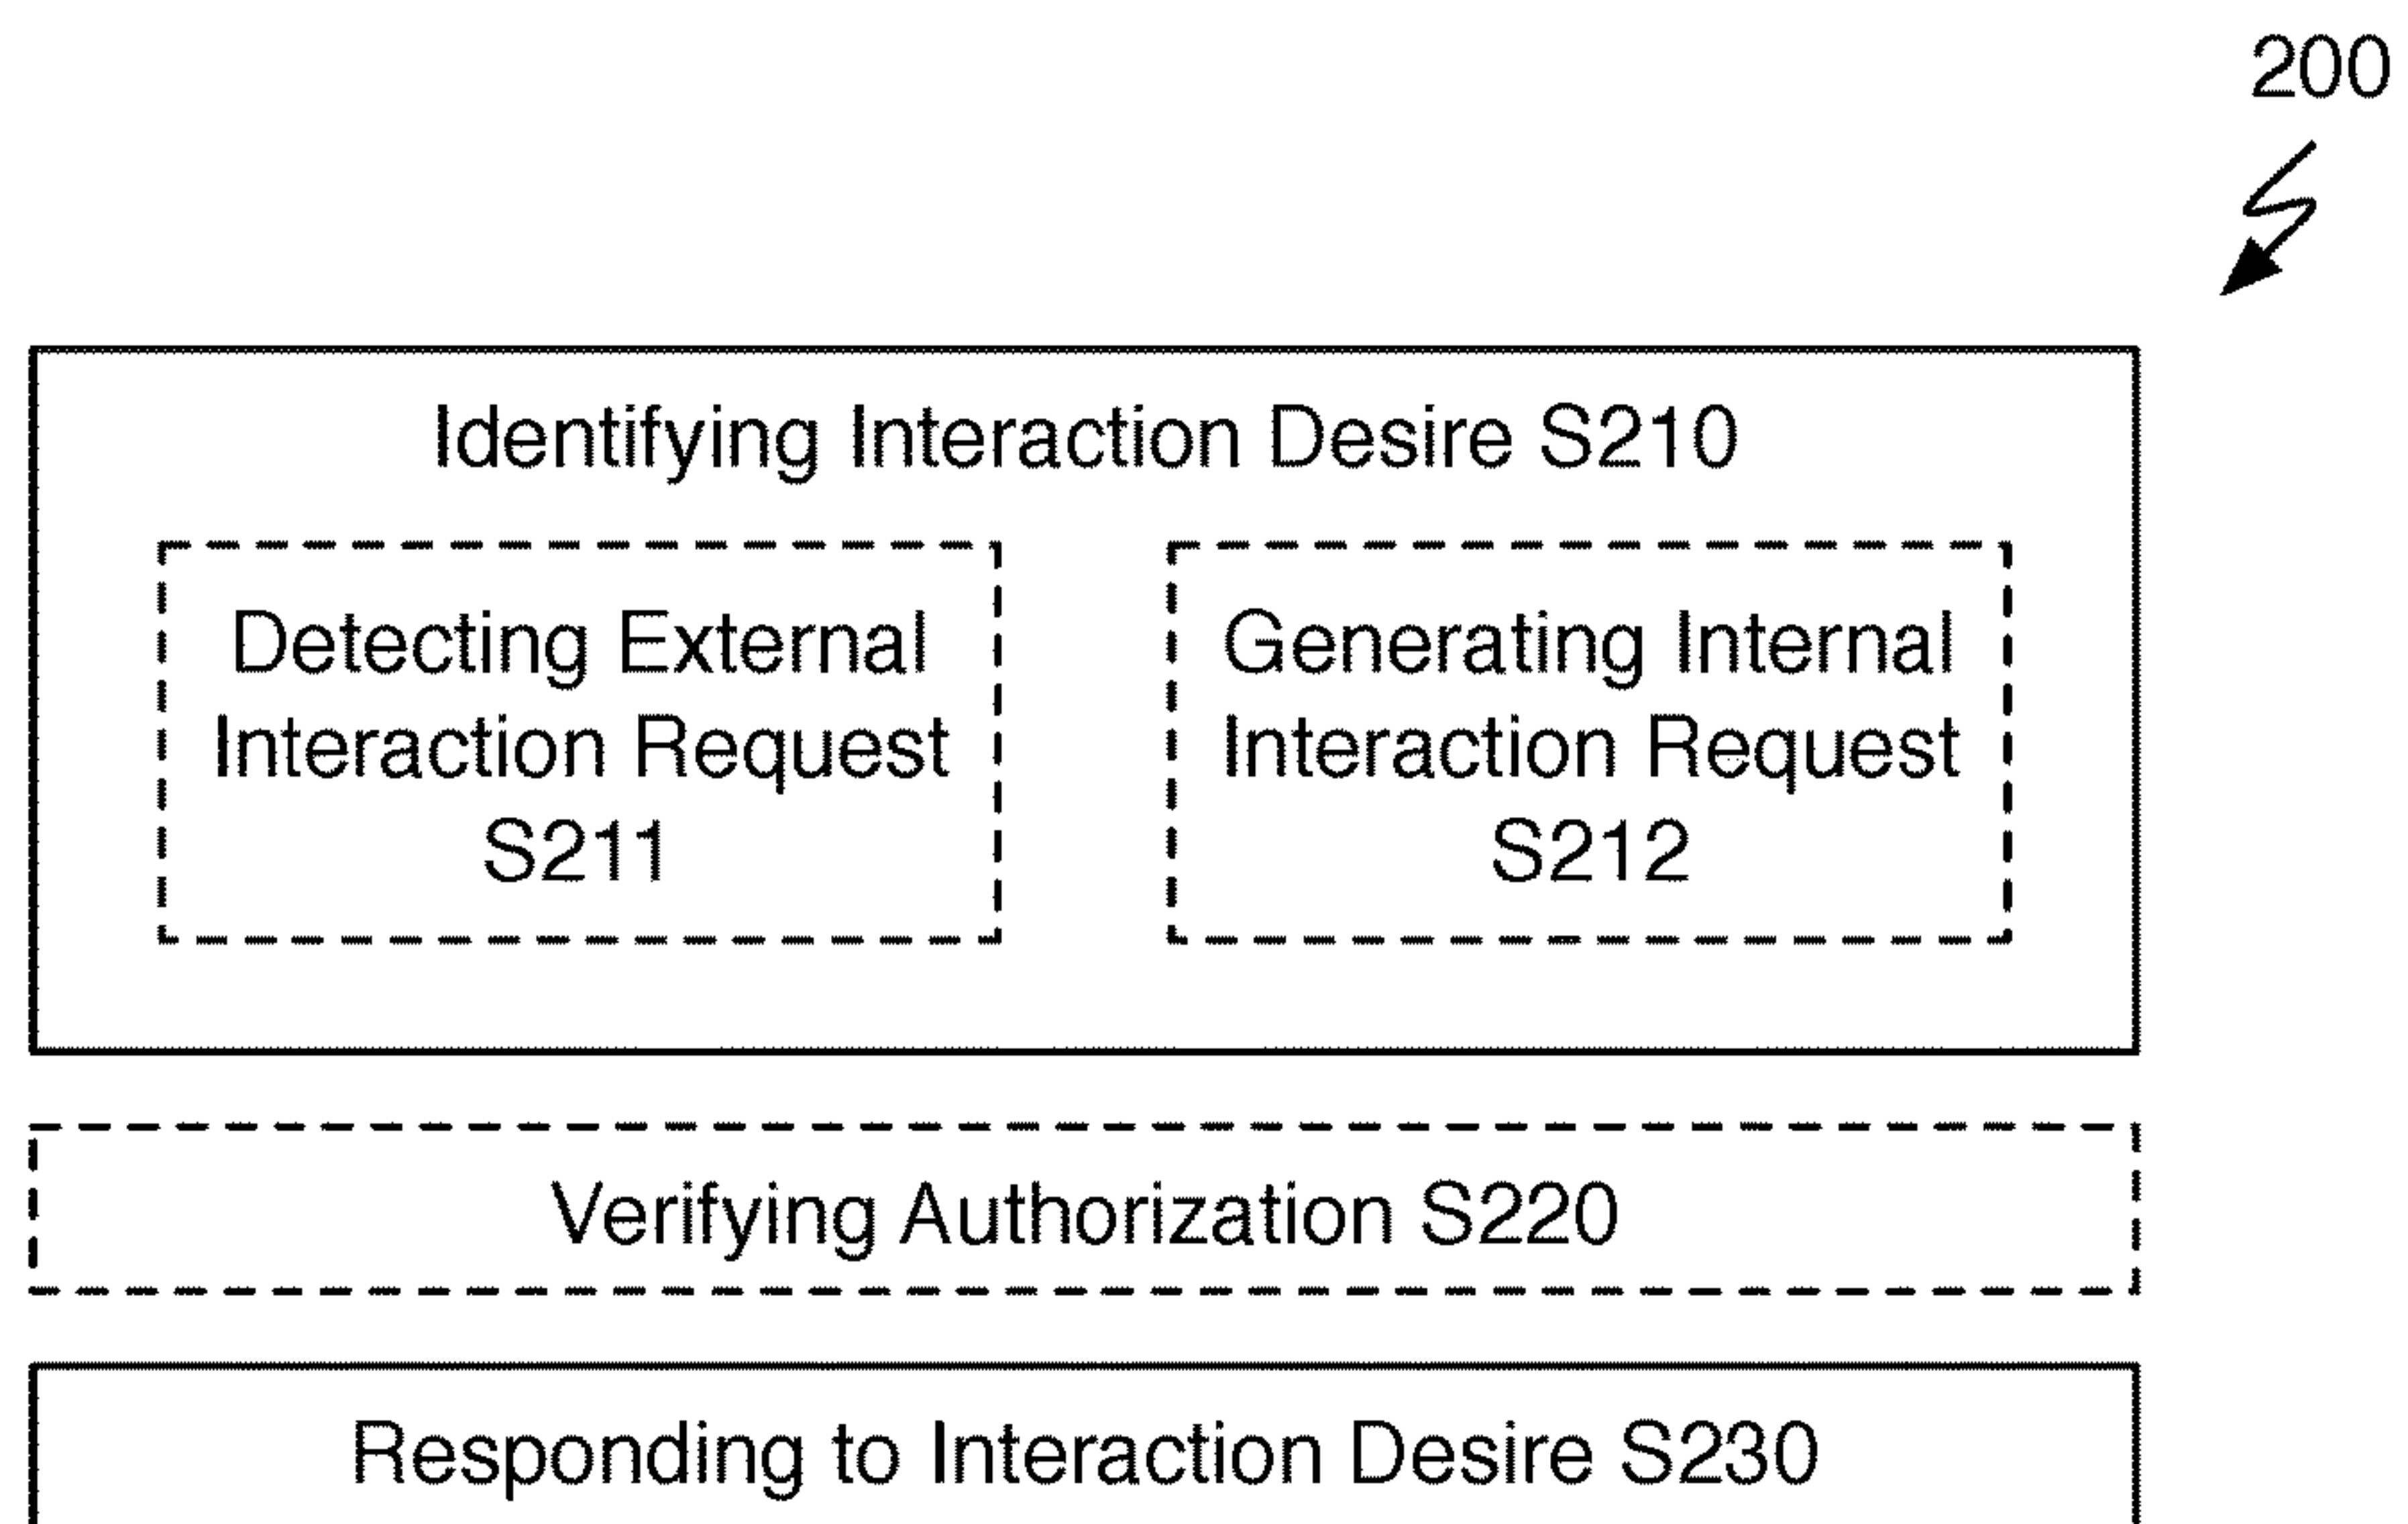 200
Identifying Interaction Desire S210
Detecting External
Interaction Request
S211
Generating Internal
Interaction Request
S212
Verifying Authorization S220
Responding to Interaction Desire S230